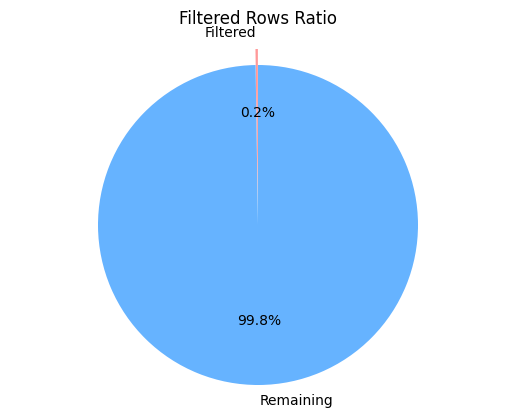 Filtered Rows Ratio
Filtered
0.2%
99.8%
Remaining